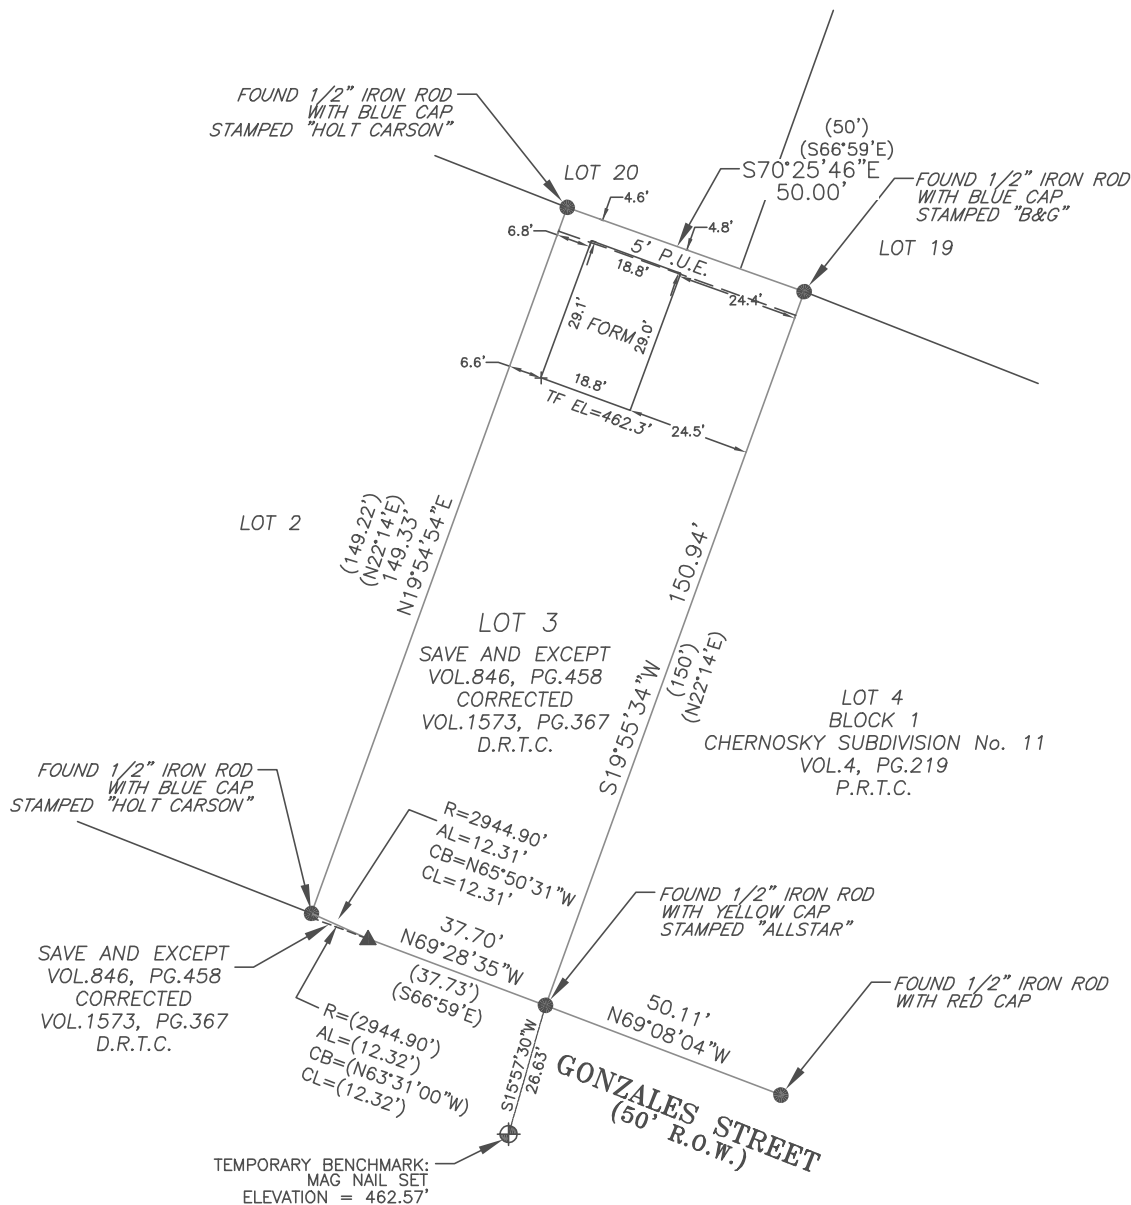 FOUND 1/2" IRON ROD
WITH BLUE CAP
STAMPED "HOLT CARSON"
LOT 20
(50')
(S66°59'E)
S70°25'46"E
50.00'
FOUND 1/2" IRON ROD
WITH BLUE CAP
STAMPED "B&G"
LOT 19
4.6'
4.8'
6.8'
5' P.U.E.
18.8'
24.4'
29.1'
FORM
29.0'
6.6'
18.8'
TF EL=462.3'
24.5'
LOT 2
(149.22')
(N22°14'E)
149.33'
N19°54'54"E
150.94'
S19°55'34"W
(150')
(N22°14'E)
LOT 3
SAVE AND EXCEPT
VOL.846, PG.458
CORRECTED
VOL.1573, PG.367
D.R.T.C.
LOT 4
BLOCK 1
CHERNOSKY SUBDIVISION No. 11
VOL.4, PG.219
P.R.T.C.
FOUND 1/2" IRON ROD
WITH BLUE CAP
STAMPED "HOLT CARSON"
R=2944.90'
AL=12.31'
CB=N65°50'31"W
CL=12.31'
37.70'
N69°28'35"W
(37.73')
(S66°59'E)
FOUND 1/2" IRON ROD
WITH YELLOW CAP
STAMPED "ALLSTAR"
SAVE AND EXCEPT
VOL.846, PG.458
CORRECTED
VOL.1573, PG.367
D.R.T.C.
R=(2944.90')
AL=(12.32')
CB=(N63°31'00"W)
CL=(12.32')
FOUND 1/2" IRON ROD
WITH RED CAP
50.11'
N69°08'04"W
S15°57'30"W
26.63'
GONZALES STREET
(50' R.O.W.)
TEMPORARY BENCHMARK:
MAG NAIL SET
ELEVATION = 462.57'